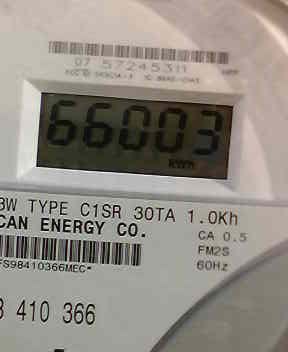 07 57245311
66003
KWH
3W TYPE C1SR 30TA 1.0Kh
CAN ENERGY CO.
CA 0.5
FM2S
60Hz
FS98410366MEC*
3 410 366